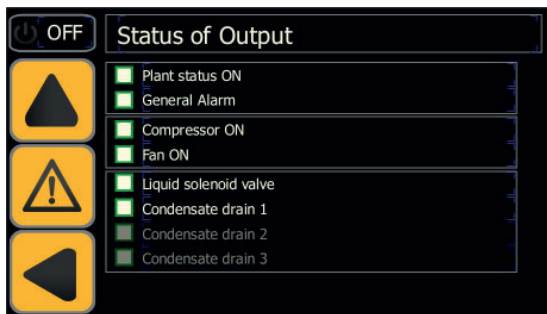 OFF
Status of Output
Plant status ON
General Alarm
Compressor ON
Fan ON
Liquid solenoid valve
Condensate drain 1
Condensate drain 2
Condensate drain 3